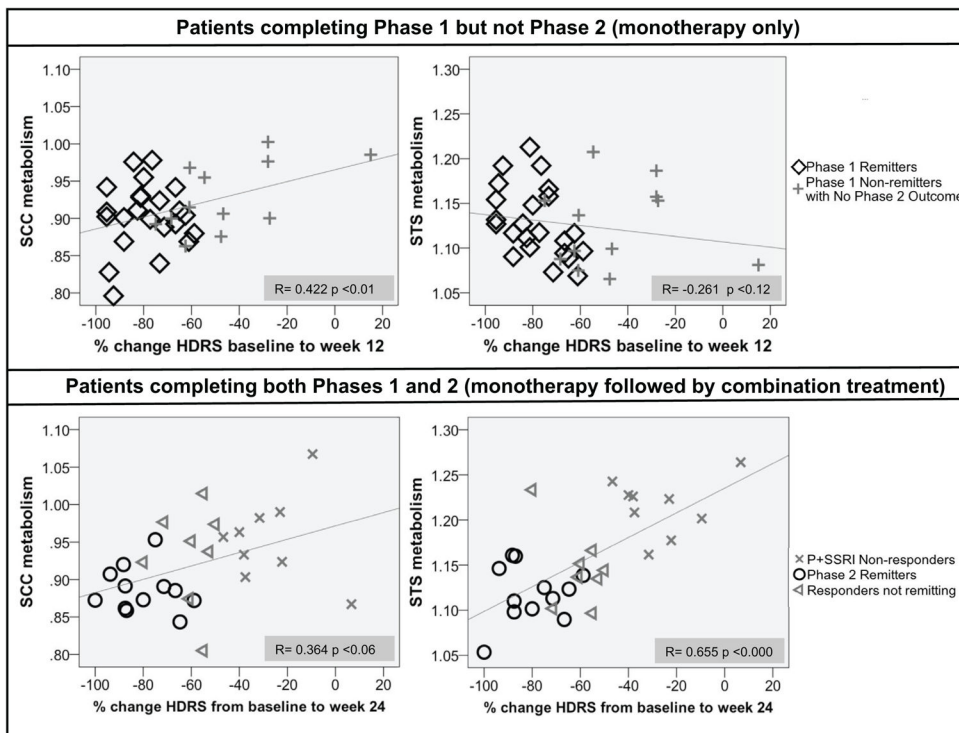 Patients completing Phase 1 but not Phase 2 (monotherapy only)
SCC metabolism
1.10
1.05
1.00
.95
.90
.85
.80
-100 -80 -60 -40 -20 0 20
% change HDRS baseline to week 12
R= 0.422 p <0.01
STS metabolism
1.30
1.25
1.20
1.15
1.10
1.05
-100 -80 -60 -40 -20 0 20
% change HDRS baseline to week 12
R= -0.261 p <0.12
Phase 1 Remitters
Phase 1 Non-remitters
with No Phase 2 Outcome
Patients completing both Phases 1 and 2 (monotherapy followed by combination treatment)
SCC metabolism
1.10
1.05
1.00
.95
.90
.85
.80
-100 -80 -60 -40 -20 0 20
% change HDRS from baseline to week 24
R= 0.364 p <0.06
STS metabolism
1.30
1.25
1.20
1.15
1.10
1.05
-100 -80 -60 -40 -20 0 20
% change HDRS from baseline to week 24
R= 0.655 p <0.000
P+SSRI Non-responders
Phase 2 Remitters
Responders not remitting